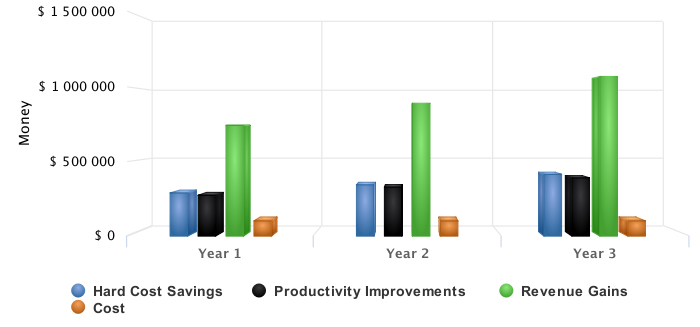 $ 1 500 000
$ 1 000 000
$ 500 000
$ 0
Money
Year 1
Year 2
Year 3
Hard Cost Savings
Productivity Improvements
Revenue Gains
Cost